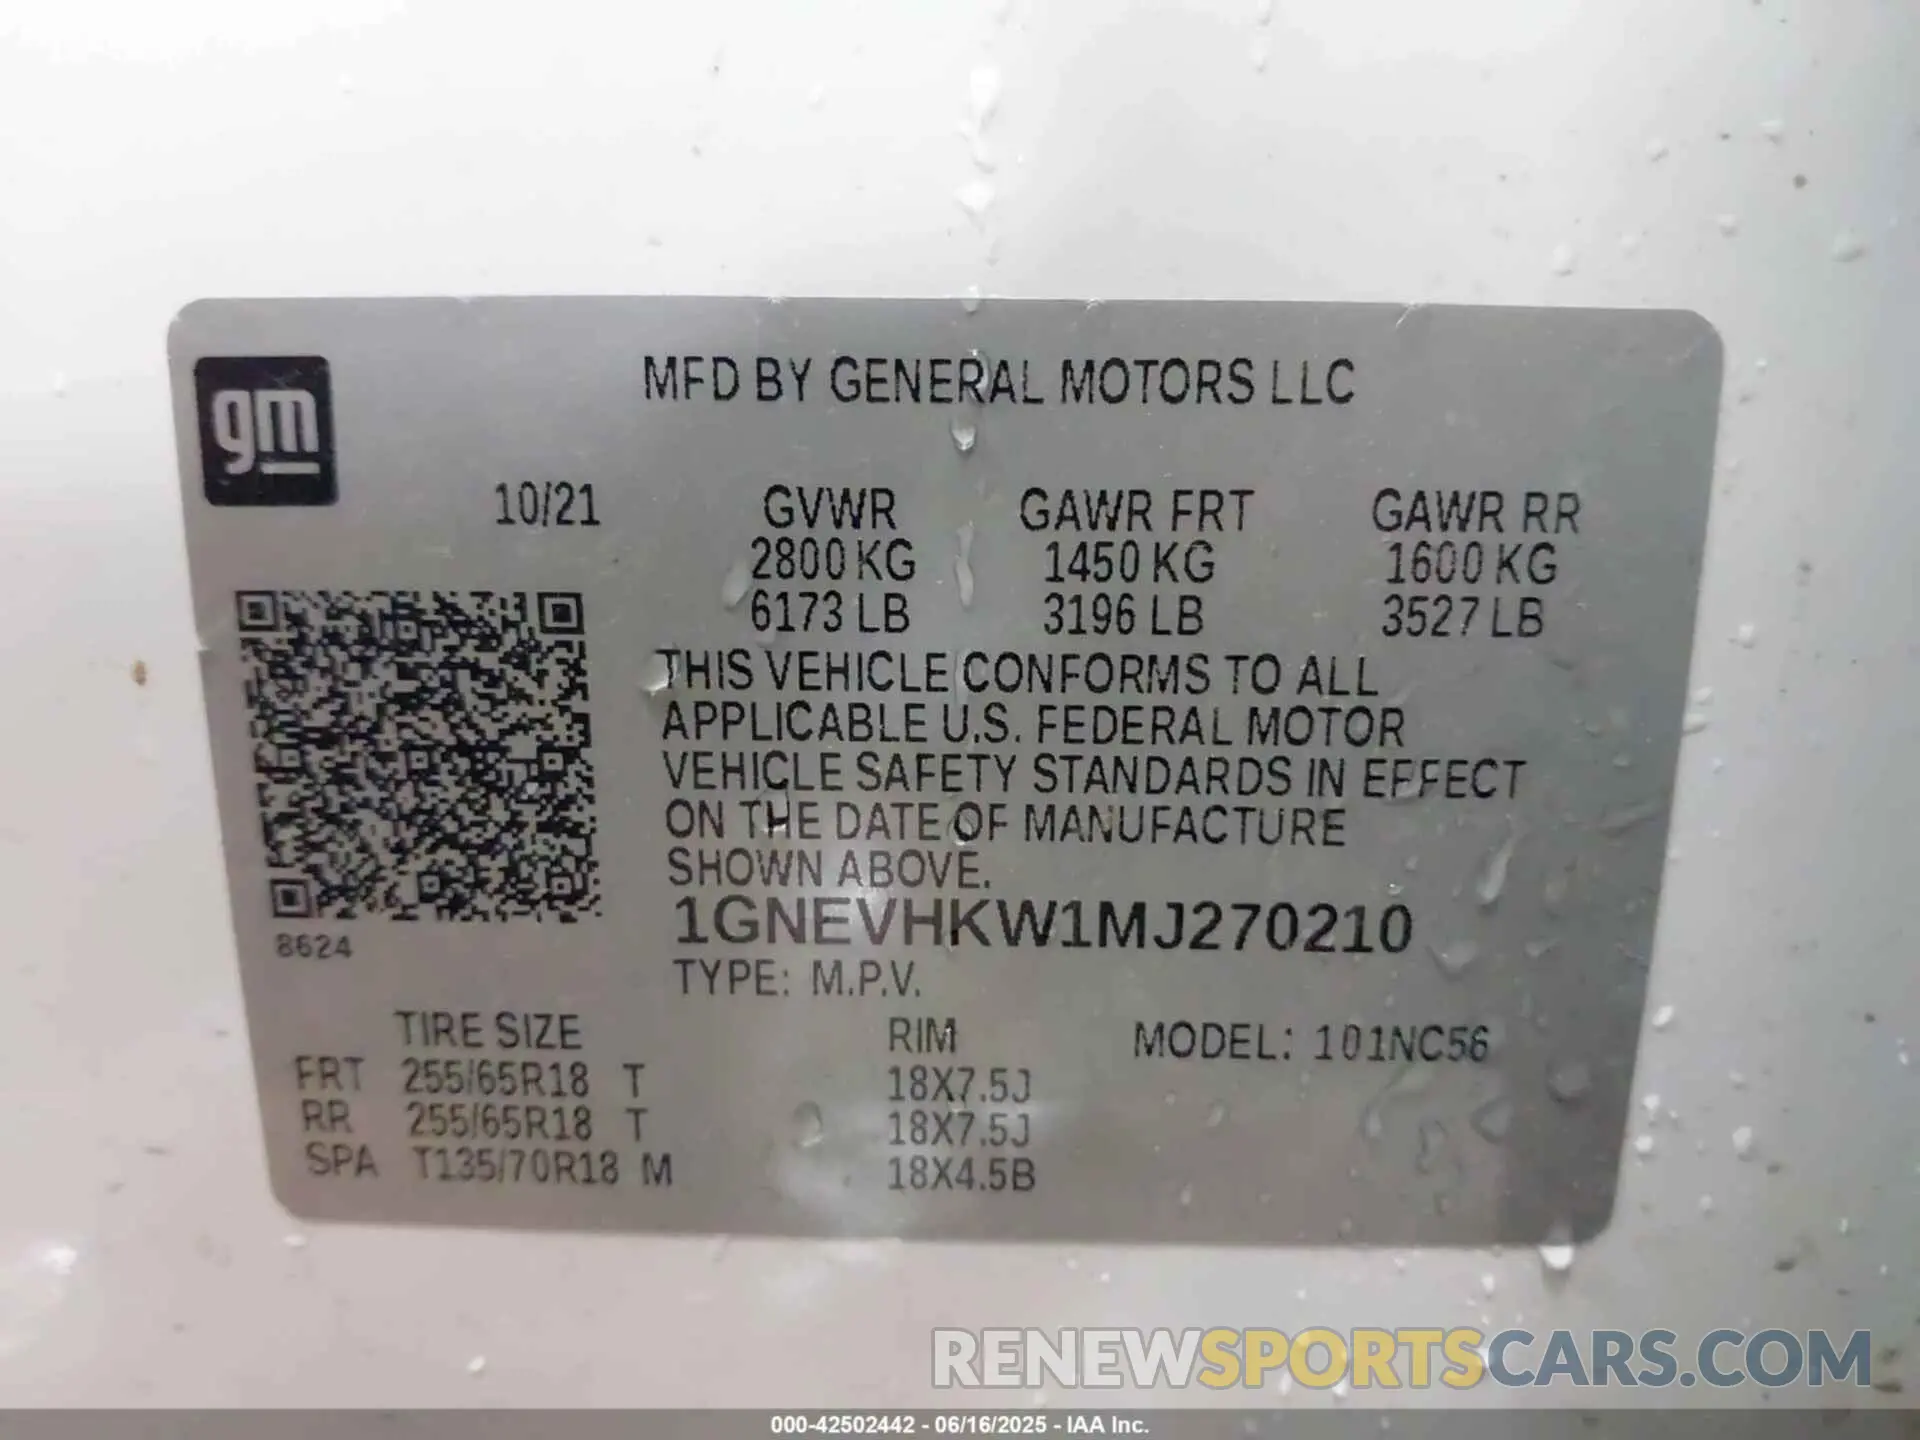 gm
MFD BY GENERAL MOTORS LLC
10/21 GVWR GAWR FRT GAWR RR
2800 KG 1450 KG 1600 KG
6173 LB 3196 LB 3527 LB
THIS VEHICLE CONFORMS TO ALL
APPLICABLE U.S. FEDERAL MOTOR
VEHICLE SAFETY STANDARDS IN EFFECT
ON THE DATE OF MANUFACTURE
SHOWN ABOVE.
1GNEVHKW1MJ270210
8624
TYPE: M.P.V.
TIRE SIZE RIM MODEL: 101NC56
FRT 255/65R18 T 18X7.5J
RR 255/65R18 T 18X7.5J
SPA T135/70R18 M 18X4.5B
RENEWSPORTSCARS.COM
000-42502442 - 06/16/2025 - IAA Inc.